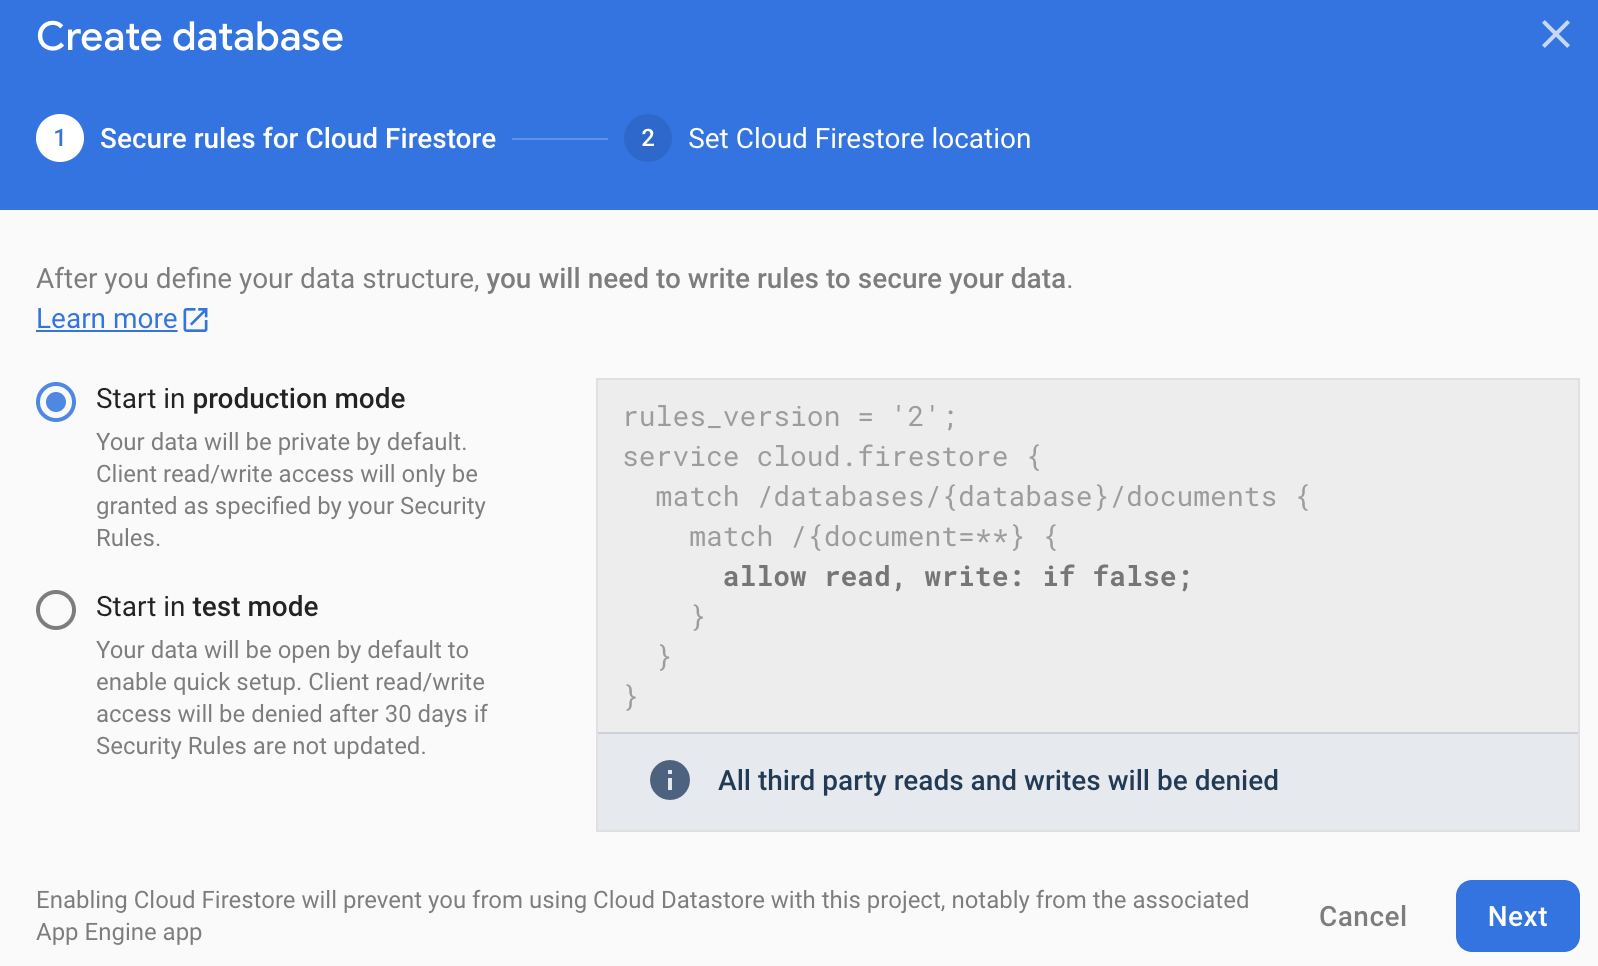 Create database
1 Secure rules for Cloud Firestore 2 Set Cloud Firestore location
After you define your data structure, you will need to write rules to secure your data.
Learn more
Start in production mode
Your data will be private by default.
Client read/write access will only be
granted as specified by your Security
Rules.
Start in test mode
Your data will be open by default to
enable quick setup. Client read/write
access will be denied after 30 days if
Security Rules are not updated.
rules_version = '2';
service cloud.firestore {
  match /databases/{database}/documents {
    match /{document=**} {
      allow read, write: if false;
    }
  }
}
All third party reads and writes will be denied
Enabling Cloud Firestore will prevent you from using Cloud Datastore with this project, notably from the associated
App Engine app
Cancel
Next